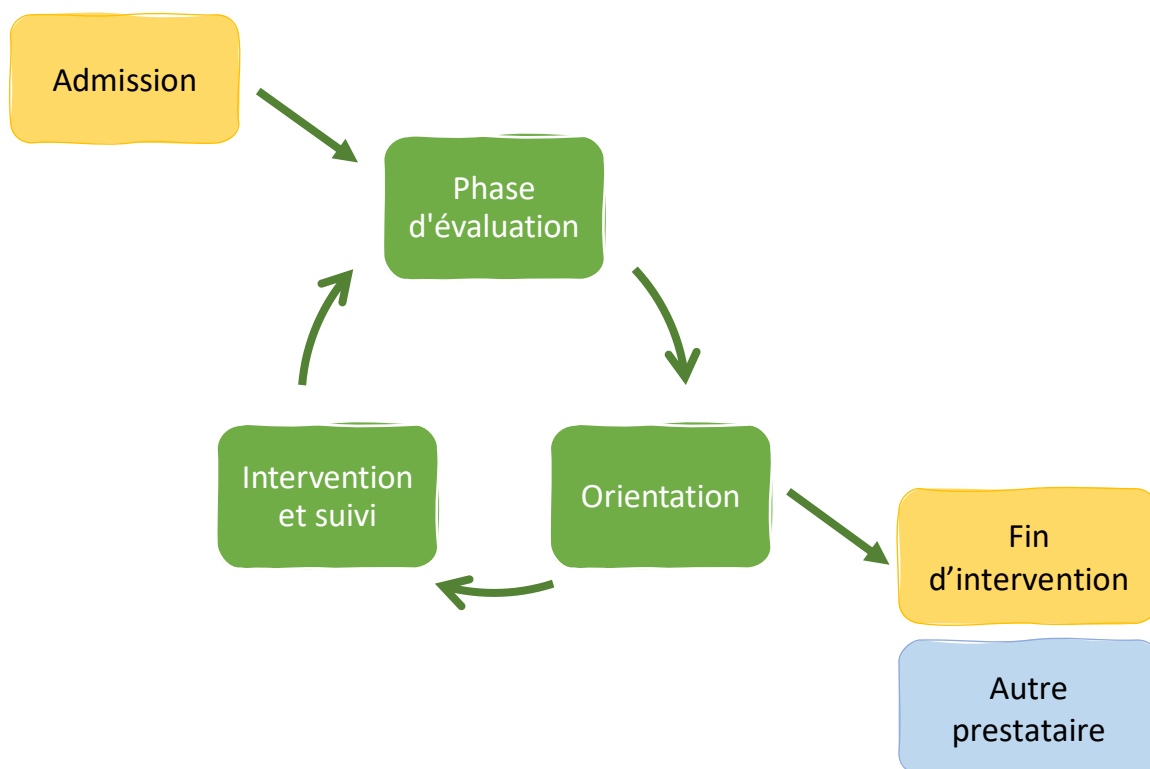 Admission
Phase
d'évaluation
Intervention
et suivi
Orientation
Fin
d’intervention
Autre
prestataire